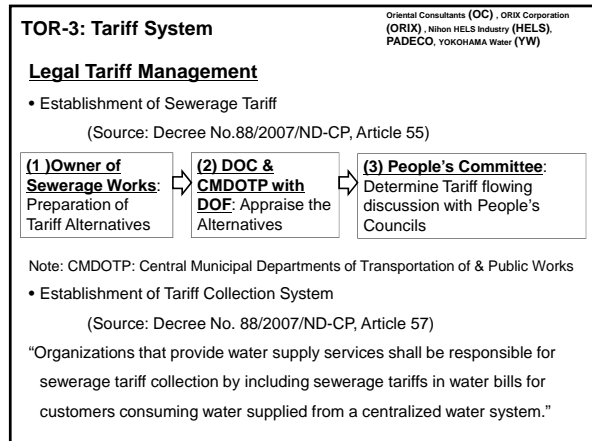 TOR-3: Tariff System
Oriental Consultants (OC) , ORIX Corporation
(ORIX) , Nihon HELS Industry (HELS),
PADECO, YOKOHAMA Water (YW)
Legal Tariff Management
• Establishment of Sewerage Tariff
(Source: Decree No.88/2007/ND-CP, Article 55)
(1 )Owner of
Sewerage Works:
Preparation of
Tariff Alternatives
(2) DOC &
CMDOTP with
DOF: Appraise the
Alternatives
(3) People's Committee:
Determine Tariff flowing
discussion with People's
Councils
Note: CMDOTP: Central Municipal Departments of Transportation of & Public Works
• Establishment of Tariff Collection System
(Source: Decree No. 88/2007/ND-CP, Article 57)
“Organizations that provide water supply services shall be responsible for
sewerage tariff collection by including sewerage tariffs in water bills for
customers consuming water supplied from a centralized water system.”